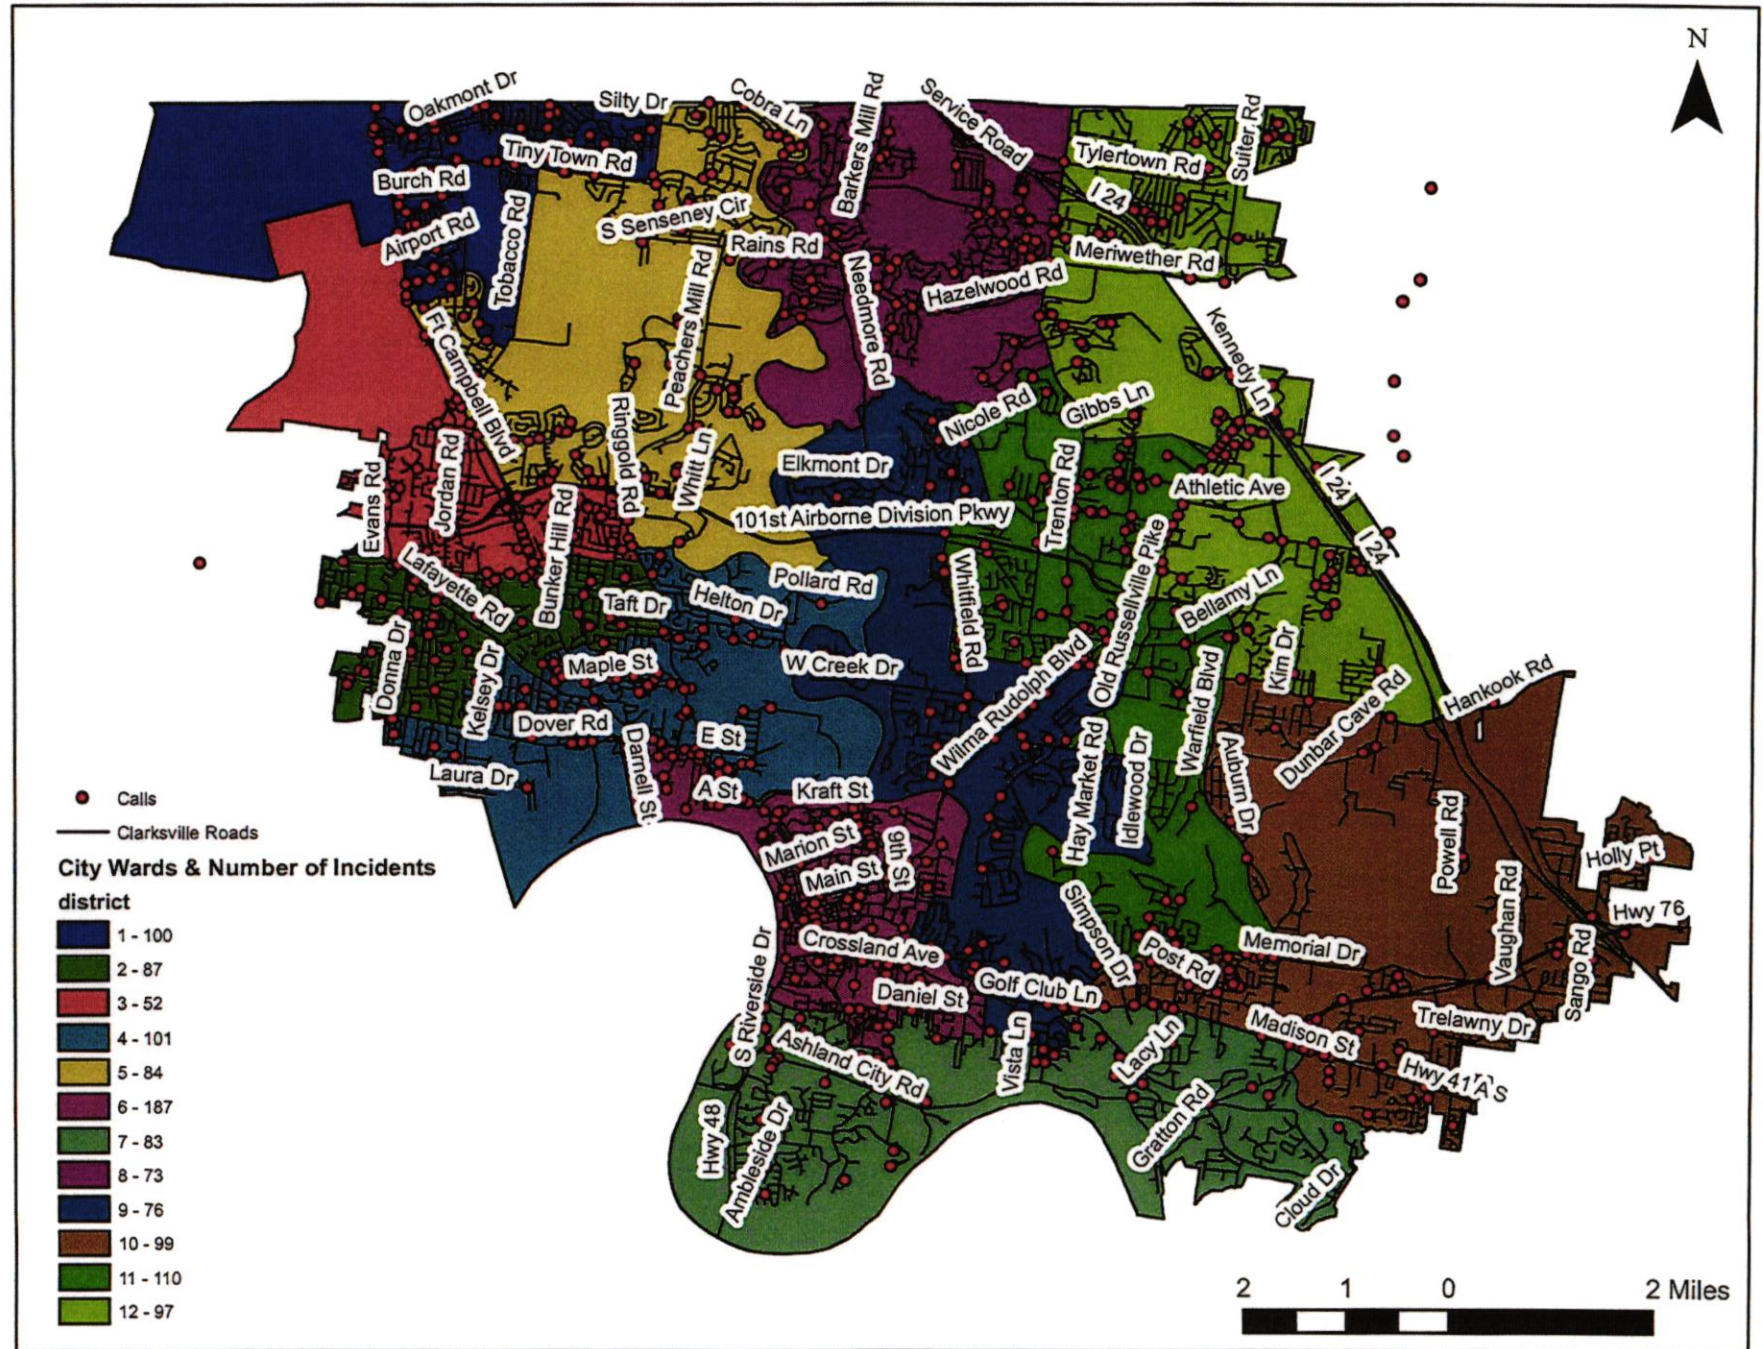 N
Oakmont Dr
Silty Dr
Cobra Ln
Barkers Mill Rd
Service Road
Suiter Rd
Tiny Town Rd
Tylertown Rd
Burch Rd
I 24
Airport Rd
Tobacco Rd
S Senseney Cir
Rains Rd
Meriwether Rd
Peachers Mill Rd
Needmore Rd
Hazelwood Rd
Ft Campbell Blvd
Kennedy Ln
Ringgold Rd
Nicole Rd
Gibbs Ln
Evans Rd
Jordan Rd
Whitt Ln
Elkmont Dr
Trenton Rd
Athletic Ave
I 24
Bunker Hill Rd
101st Airborne Division Pkwy
I 24
Lafayette Rd
Pollard Rd
Whitfield Rd
Old Russellville Pike
Taft Dr
Helton Dr
Bellamy Ln
Donna Dr
Kelsey Dr
Maple St
W Creek Dr
Wilma Rudolph Blvd
Kim Dr
Warfield Blvd
Hankook Rd
Dunbar Cave Rd
Dover Rd
Darnell St
E St
Hay Market Rd
Idlewood Dr
Auburn Dr
Laura Dr
A St
Kraft St
Powell Rd
Calls
Clarksville Roads
Marion St
9th St
Holly Pt
Main St
Vaughan Rd
Hwy 76
City Wards & Number of Incidents
district
Simpson Dr
Crossland Ave
Post Rd
Memorial Dr
Sango Rd
S Riverside Dr
Daniel St
Golf Club Ln
Vista Ln
Lacy Ln
Madison St
Trelawny Dr
Ashland City Rd
Hwy 41A S
Hwy 48
Ambleside Dr
Gratton Rd
Cloud Dr
1 - 100
2 - 87
3 - 52
4 - 101
5 - 84
6 - 187
7 - 83
8 - 73
9 - 76
10 - 99
11 - 110
12 - 97
2 1 0 2 Miles